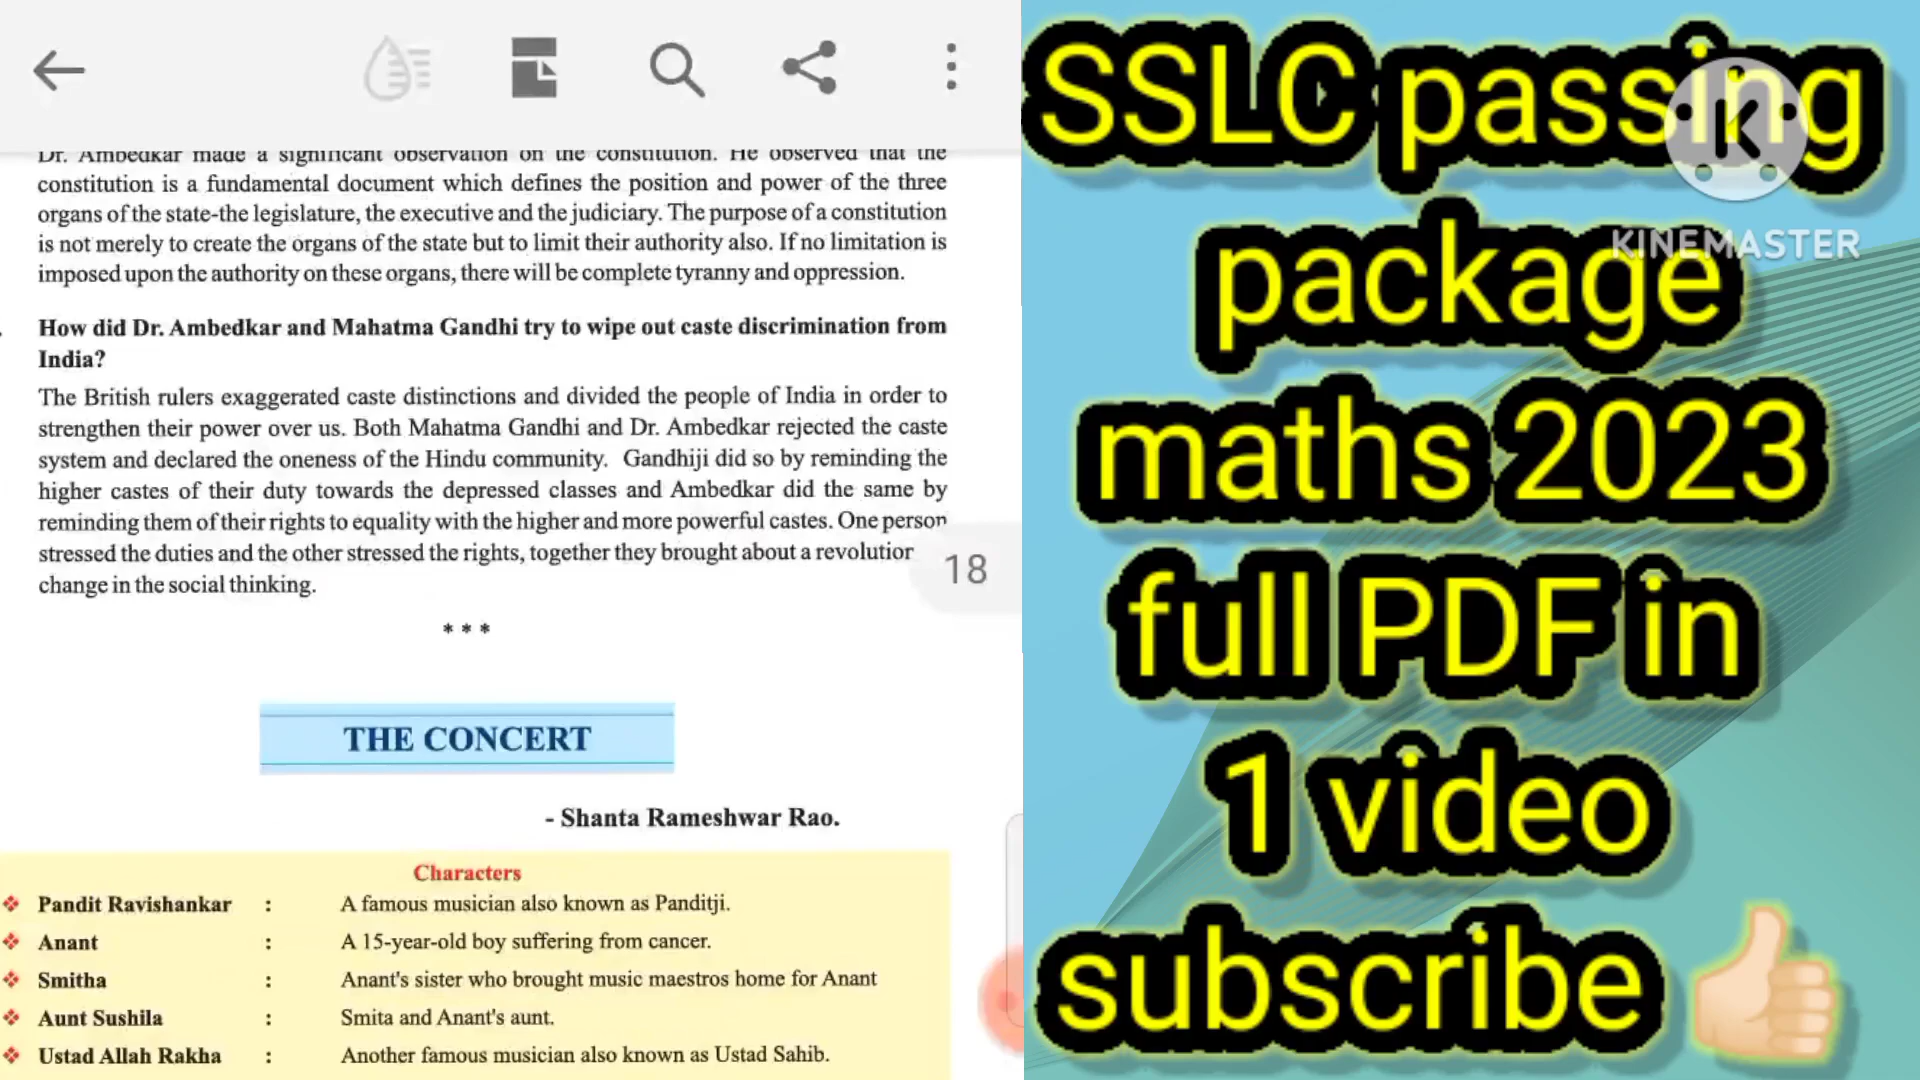 Dr. Ambedkar made a significant observation on the constitution. He observed that the
constitution is a fundamental document which defines the position and power of the three
organs of the state-the legislature, the executive and the judiciary. The purpose of a constitution
is not merely to create the organs of the state but to limit their authority also. If no limitation is
imposed upon the authority on these organs, there will be complete tyranny and oppression.
How did Dr. Ambedkar and Mahatma Gandhi try to wipe out caste discrimination from
India?
The British rulers exaggerated caste distinctions and divided the people of India in order to
strengthen their power over us. Both Mahatma Gandhi and Dr. Ambedkar rejected the caste
system and declared the oneness of the Hindu community. Gandhiji did so by reminding the
higher castes of their duty towards the depressed classes and Ambedkar did the same by
reminding them of their rights to equality with the higher and more powerful castes. One person
stressed the duties and the other stressed the rights, together they brought about a
change in the social thinking.
18
* * *
THE CONCERT
- Shanta Rameshwar Rao.
Characters
❖ Pandit Ravishankar : A famous musician also known as Panditji.
❖ Anant : A 15-year-old boy suffering from cancer.
❖ Smitha : Anant's sister who brought music maestros home for Anant
❖ Aunt Sushila : Smita and Anant's aunt.
❖ Ustad Allah Rakha : Another famous musician also known as Ustad Sahib.
SSLC passing
package
maths 2023
full PDF in
1 video
subscribe 👍
K
KINEMASTER